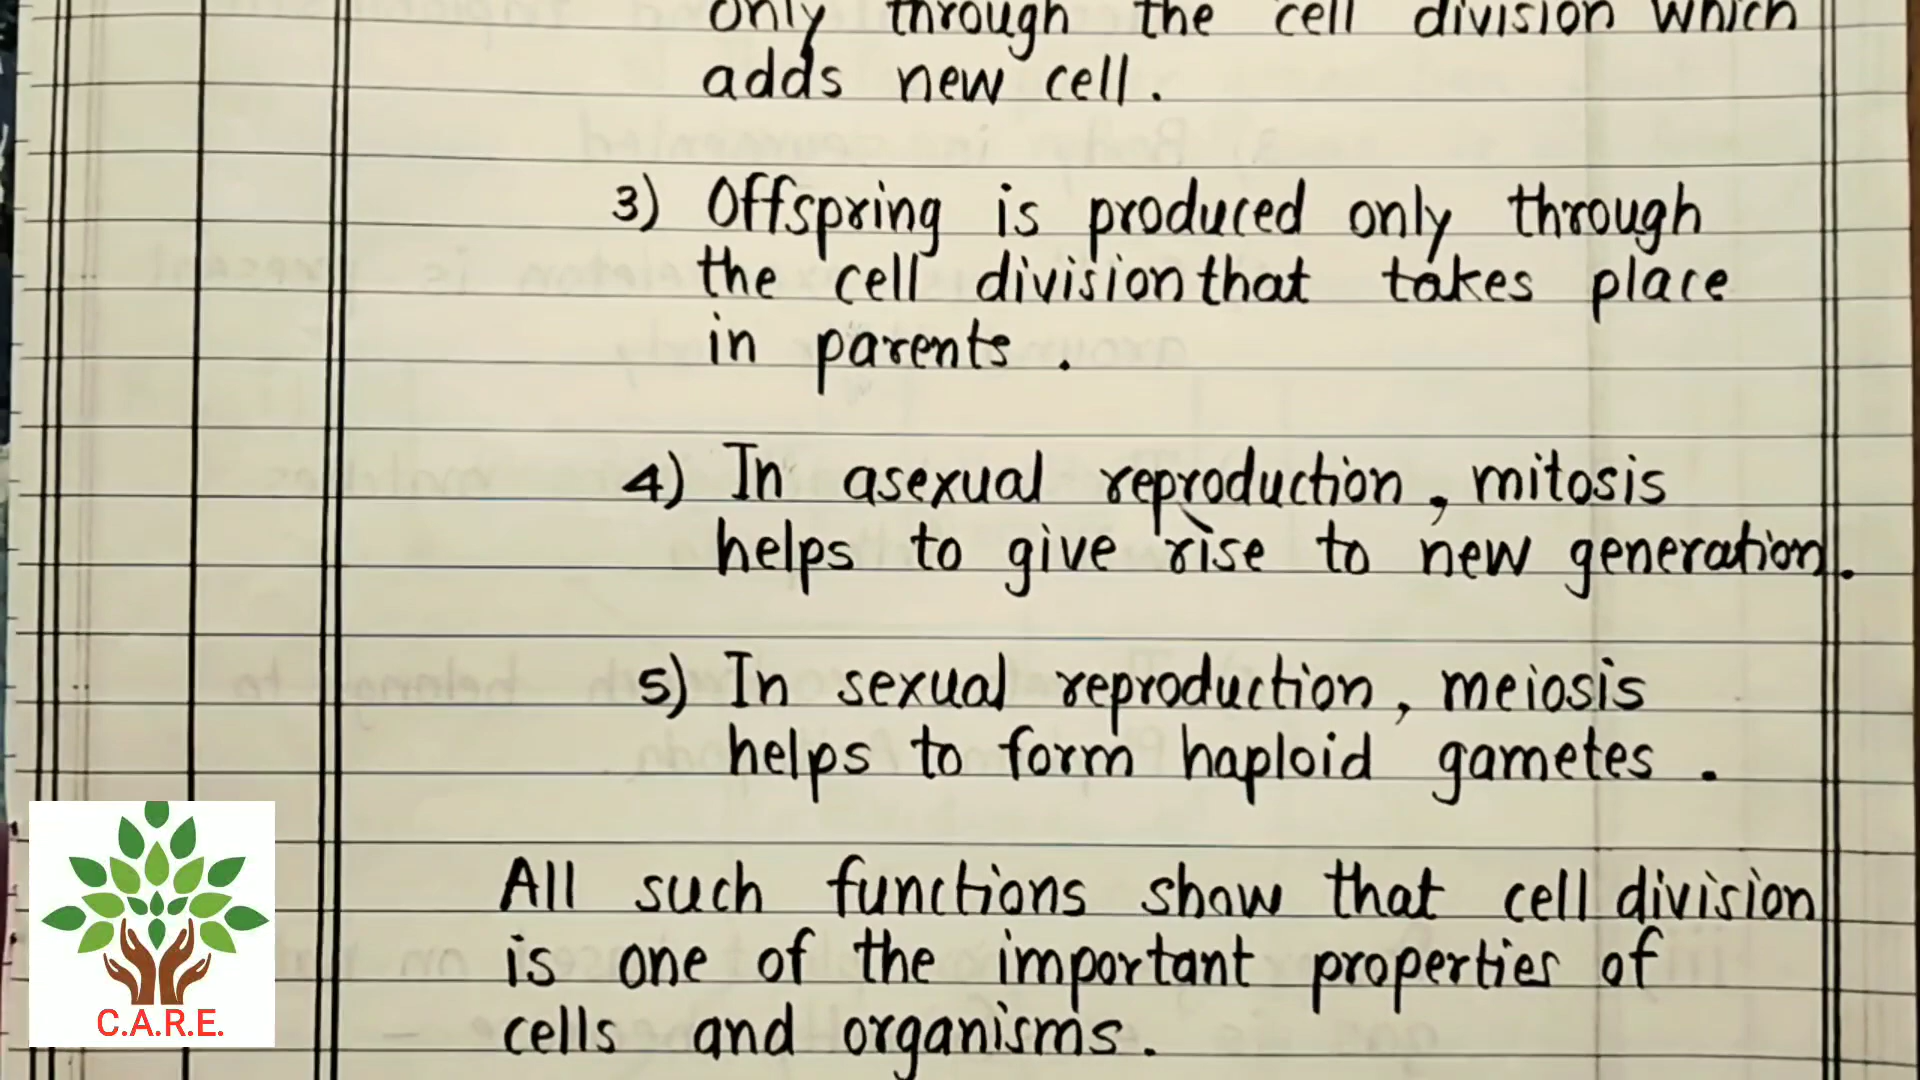 only through the cell division which
adds new cell.
3) Offspring is produced only through
the cell division that takes place
in parents.
4) In asexual reproduction, mitosis
helps to give rise to new generation.
5) In sexual reproduction, meiosis
helps to form haploid gametes.
All such functions show that cell division
is one of the important properties of
cells and organisms.
C.A.R.E.